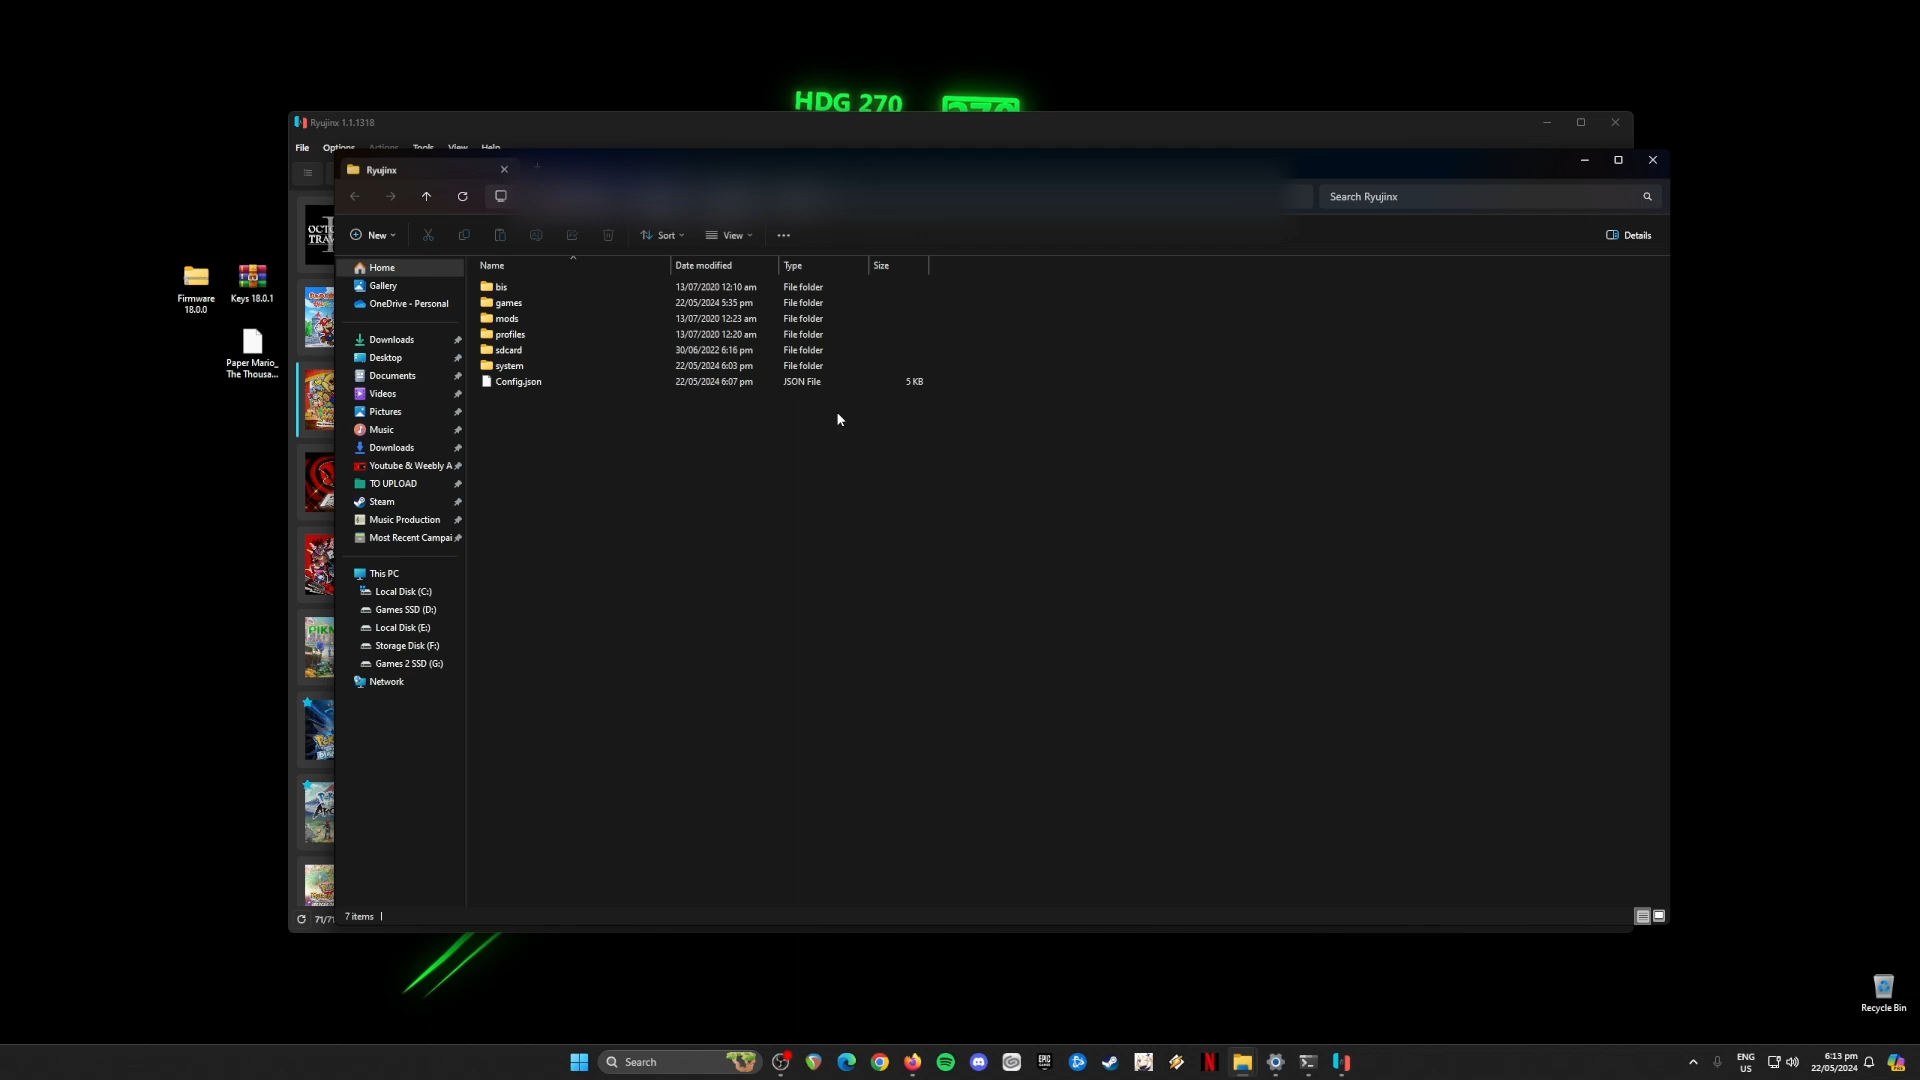 HDG 270
Ryujinx 1.1.1318
File Options Actions Tools View Help
Ryujinx
Search Ryujinx
New
Sort
View
Details
Name Date modified Type Size
bis 13/07/2020 12:10 am File folder
games 22/05/2024 5:35 pm File folder
mods 13/07/2020 12:23 am File folder
profiles 13/07/2020 12:20 am File folder
sdcard 30/06/2022 6:16 pm File folder
system 22/05/2024 6:03 pm File folder
Config.json 22/05/2024 6:07 pm JSON File 5 KB
Home
Gallery
OneDrive - Personal
Downloads
Desktop
Documents
Videos
Pictures
Music
Downloads
Youtube & Weebly A
TO UPLOAD
Steam
Music Production
Most Recent Campai
This PC
Local Disk (C:)
Games SSD (D:)
Local Disk (E:)
Storage Disk (F:)
Games 2 SSD (G:)
Network
7 items
71/71
Firmware
18.0.0
Keys 18.0.1
Paper Mario_
The Thousa...
Recycle Bin
Search
ENG
US
6:13 pm
22/05/2024